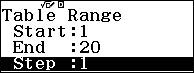 Table Range
Start:1
End :20
Step :1